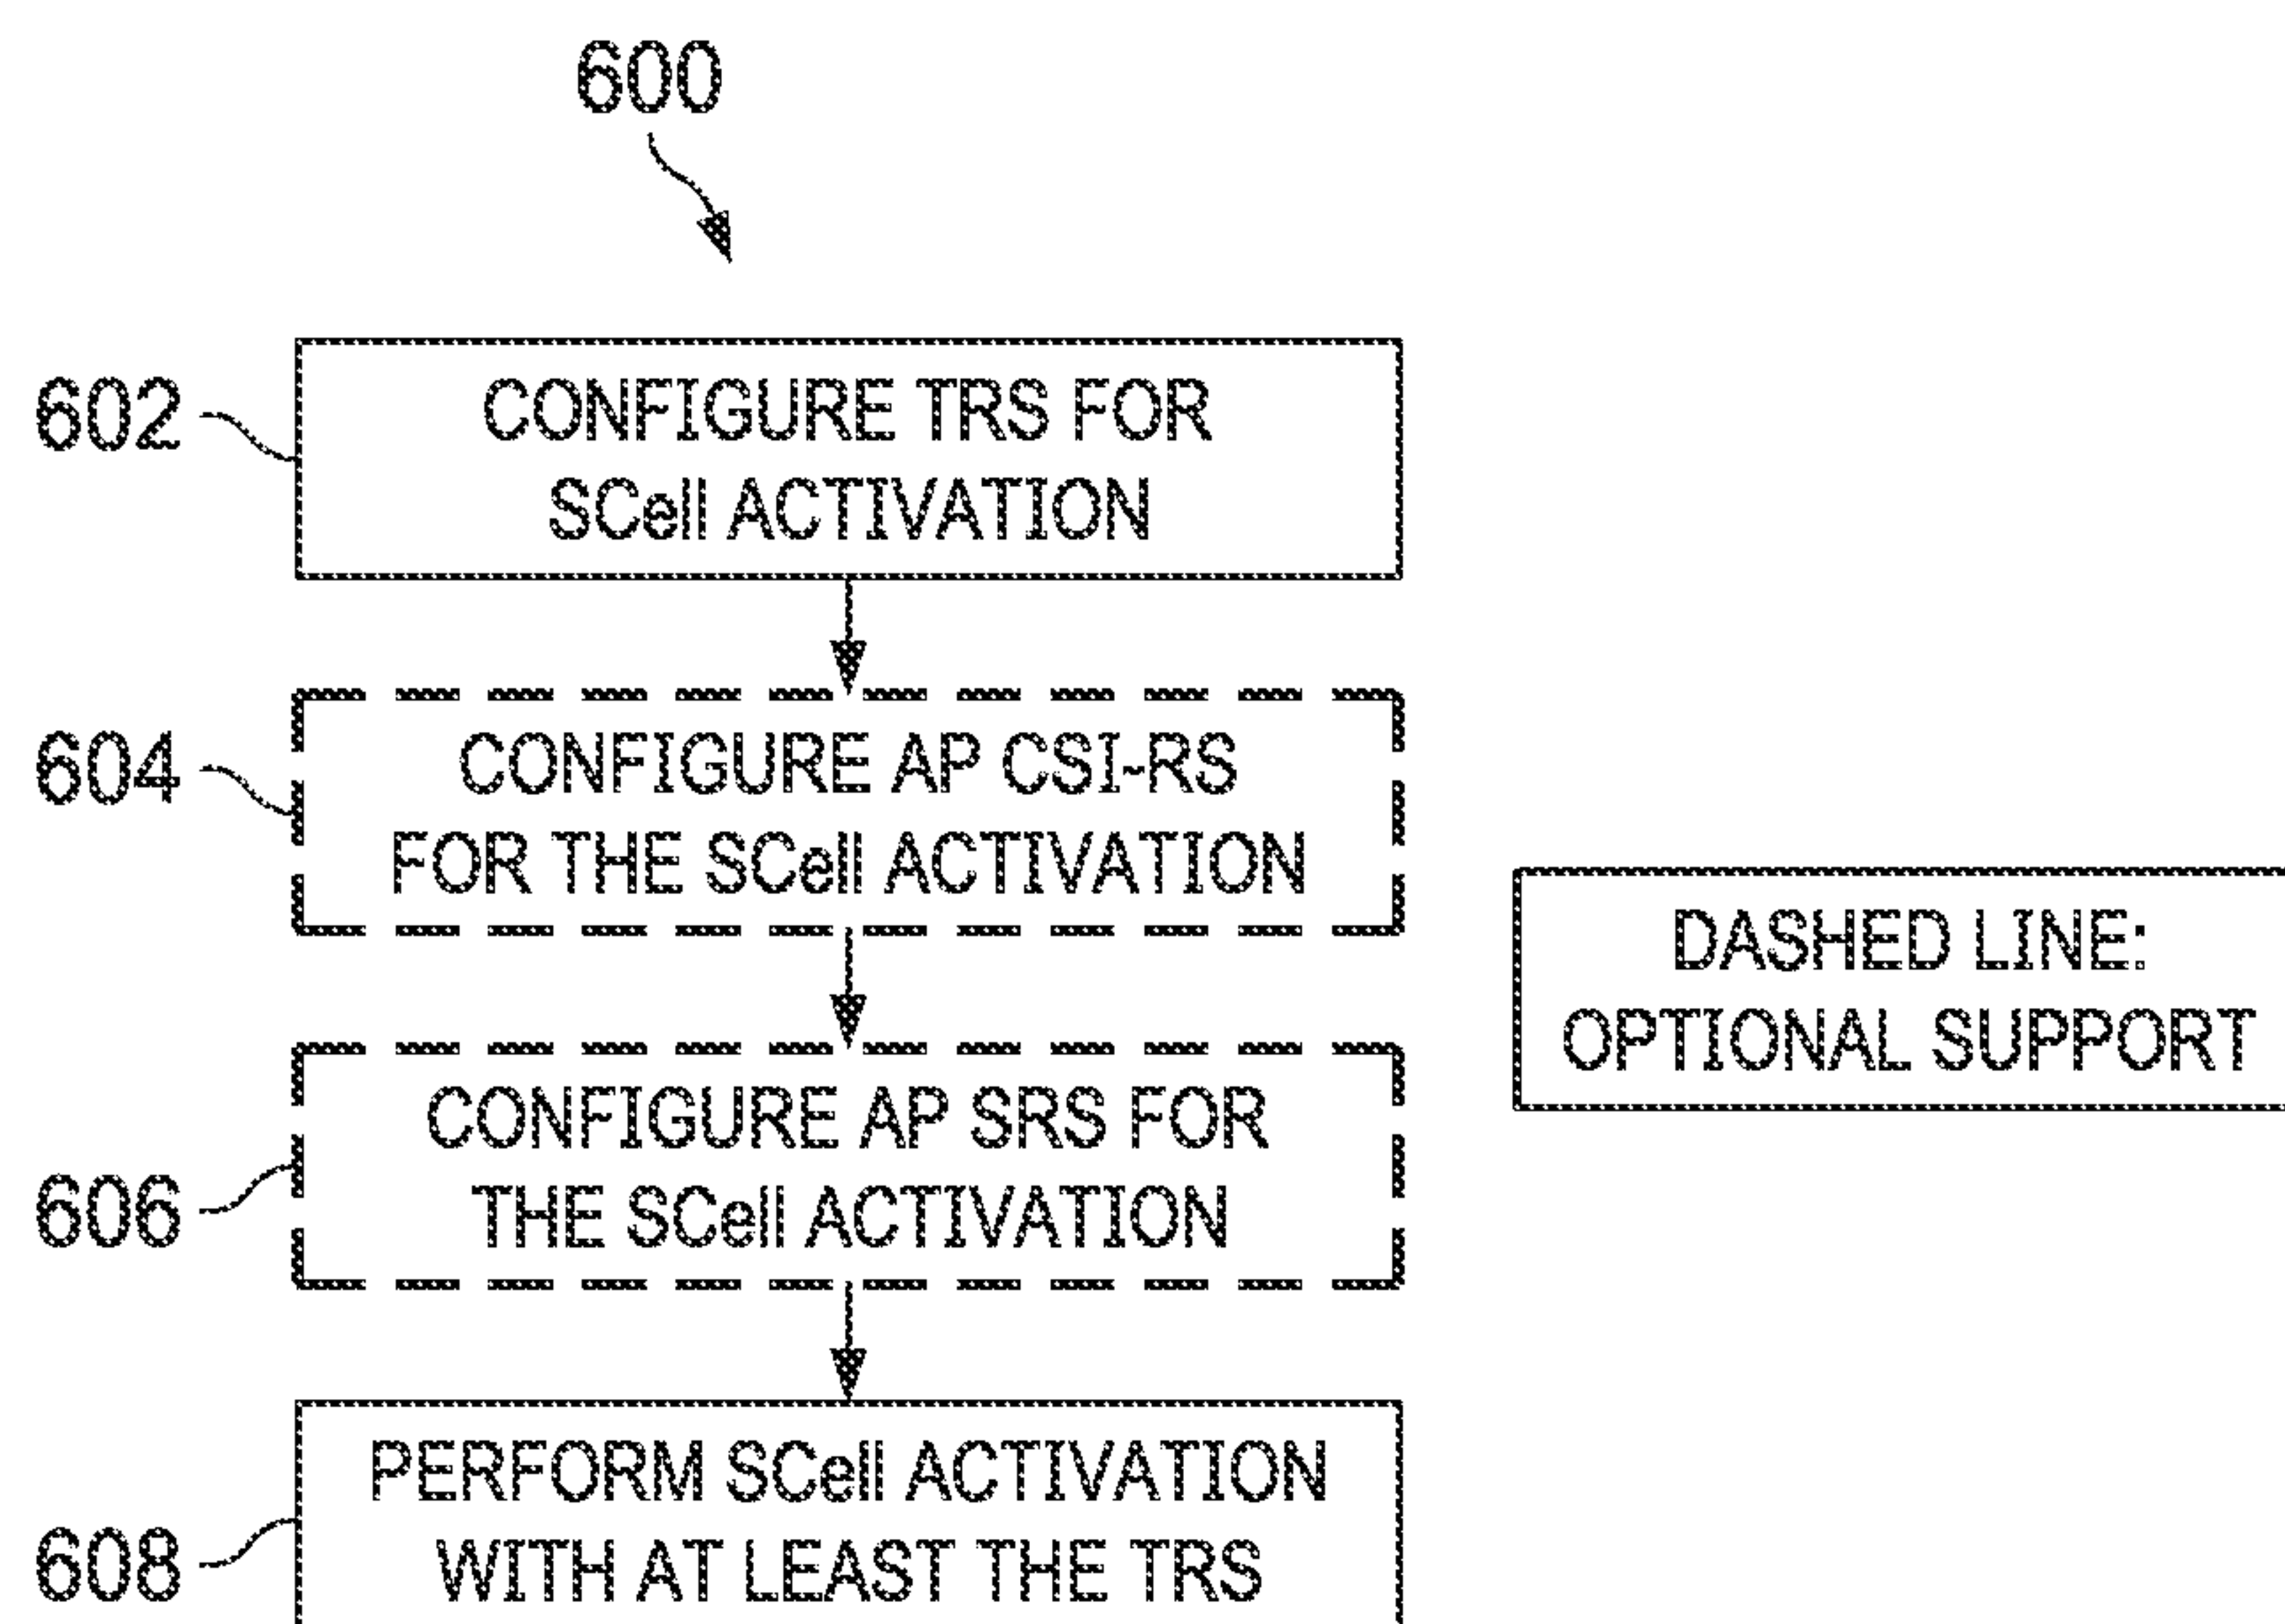 600
602
CONFIGURE TRS FOR
SCell ACTIVATION
604
CONFIGURE AP CSI-RS
FOR THE SCell ACTIVATION
606
CONFIGURE AP SRS FOR
THE SCell ACTIVATION
608
PERFORM SCell ACTIVATION
WITH AT LEAST THE TRS
DASHED LINE:
OPTIONAL SUPPORT